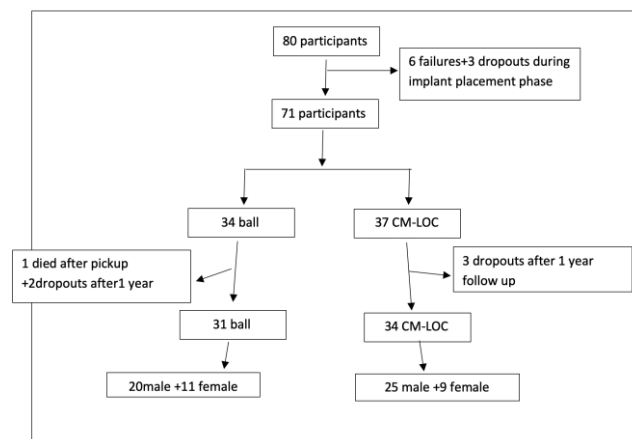 80 participants
6 failures+3 dropouts during
implant placement phase
71 participants
34 ball
37 CM-LOC
1 died after pickup
+2dropouts after1 year
3 dropouts after 1 year
follow up
31 ball
34 CM-LOC
20male +11 female
25 male +9 female